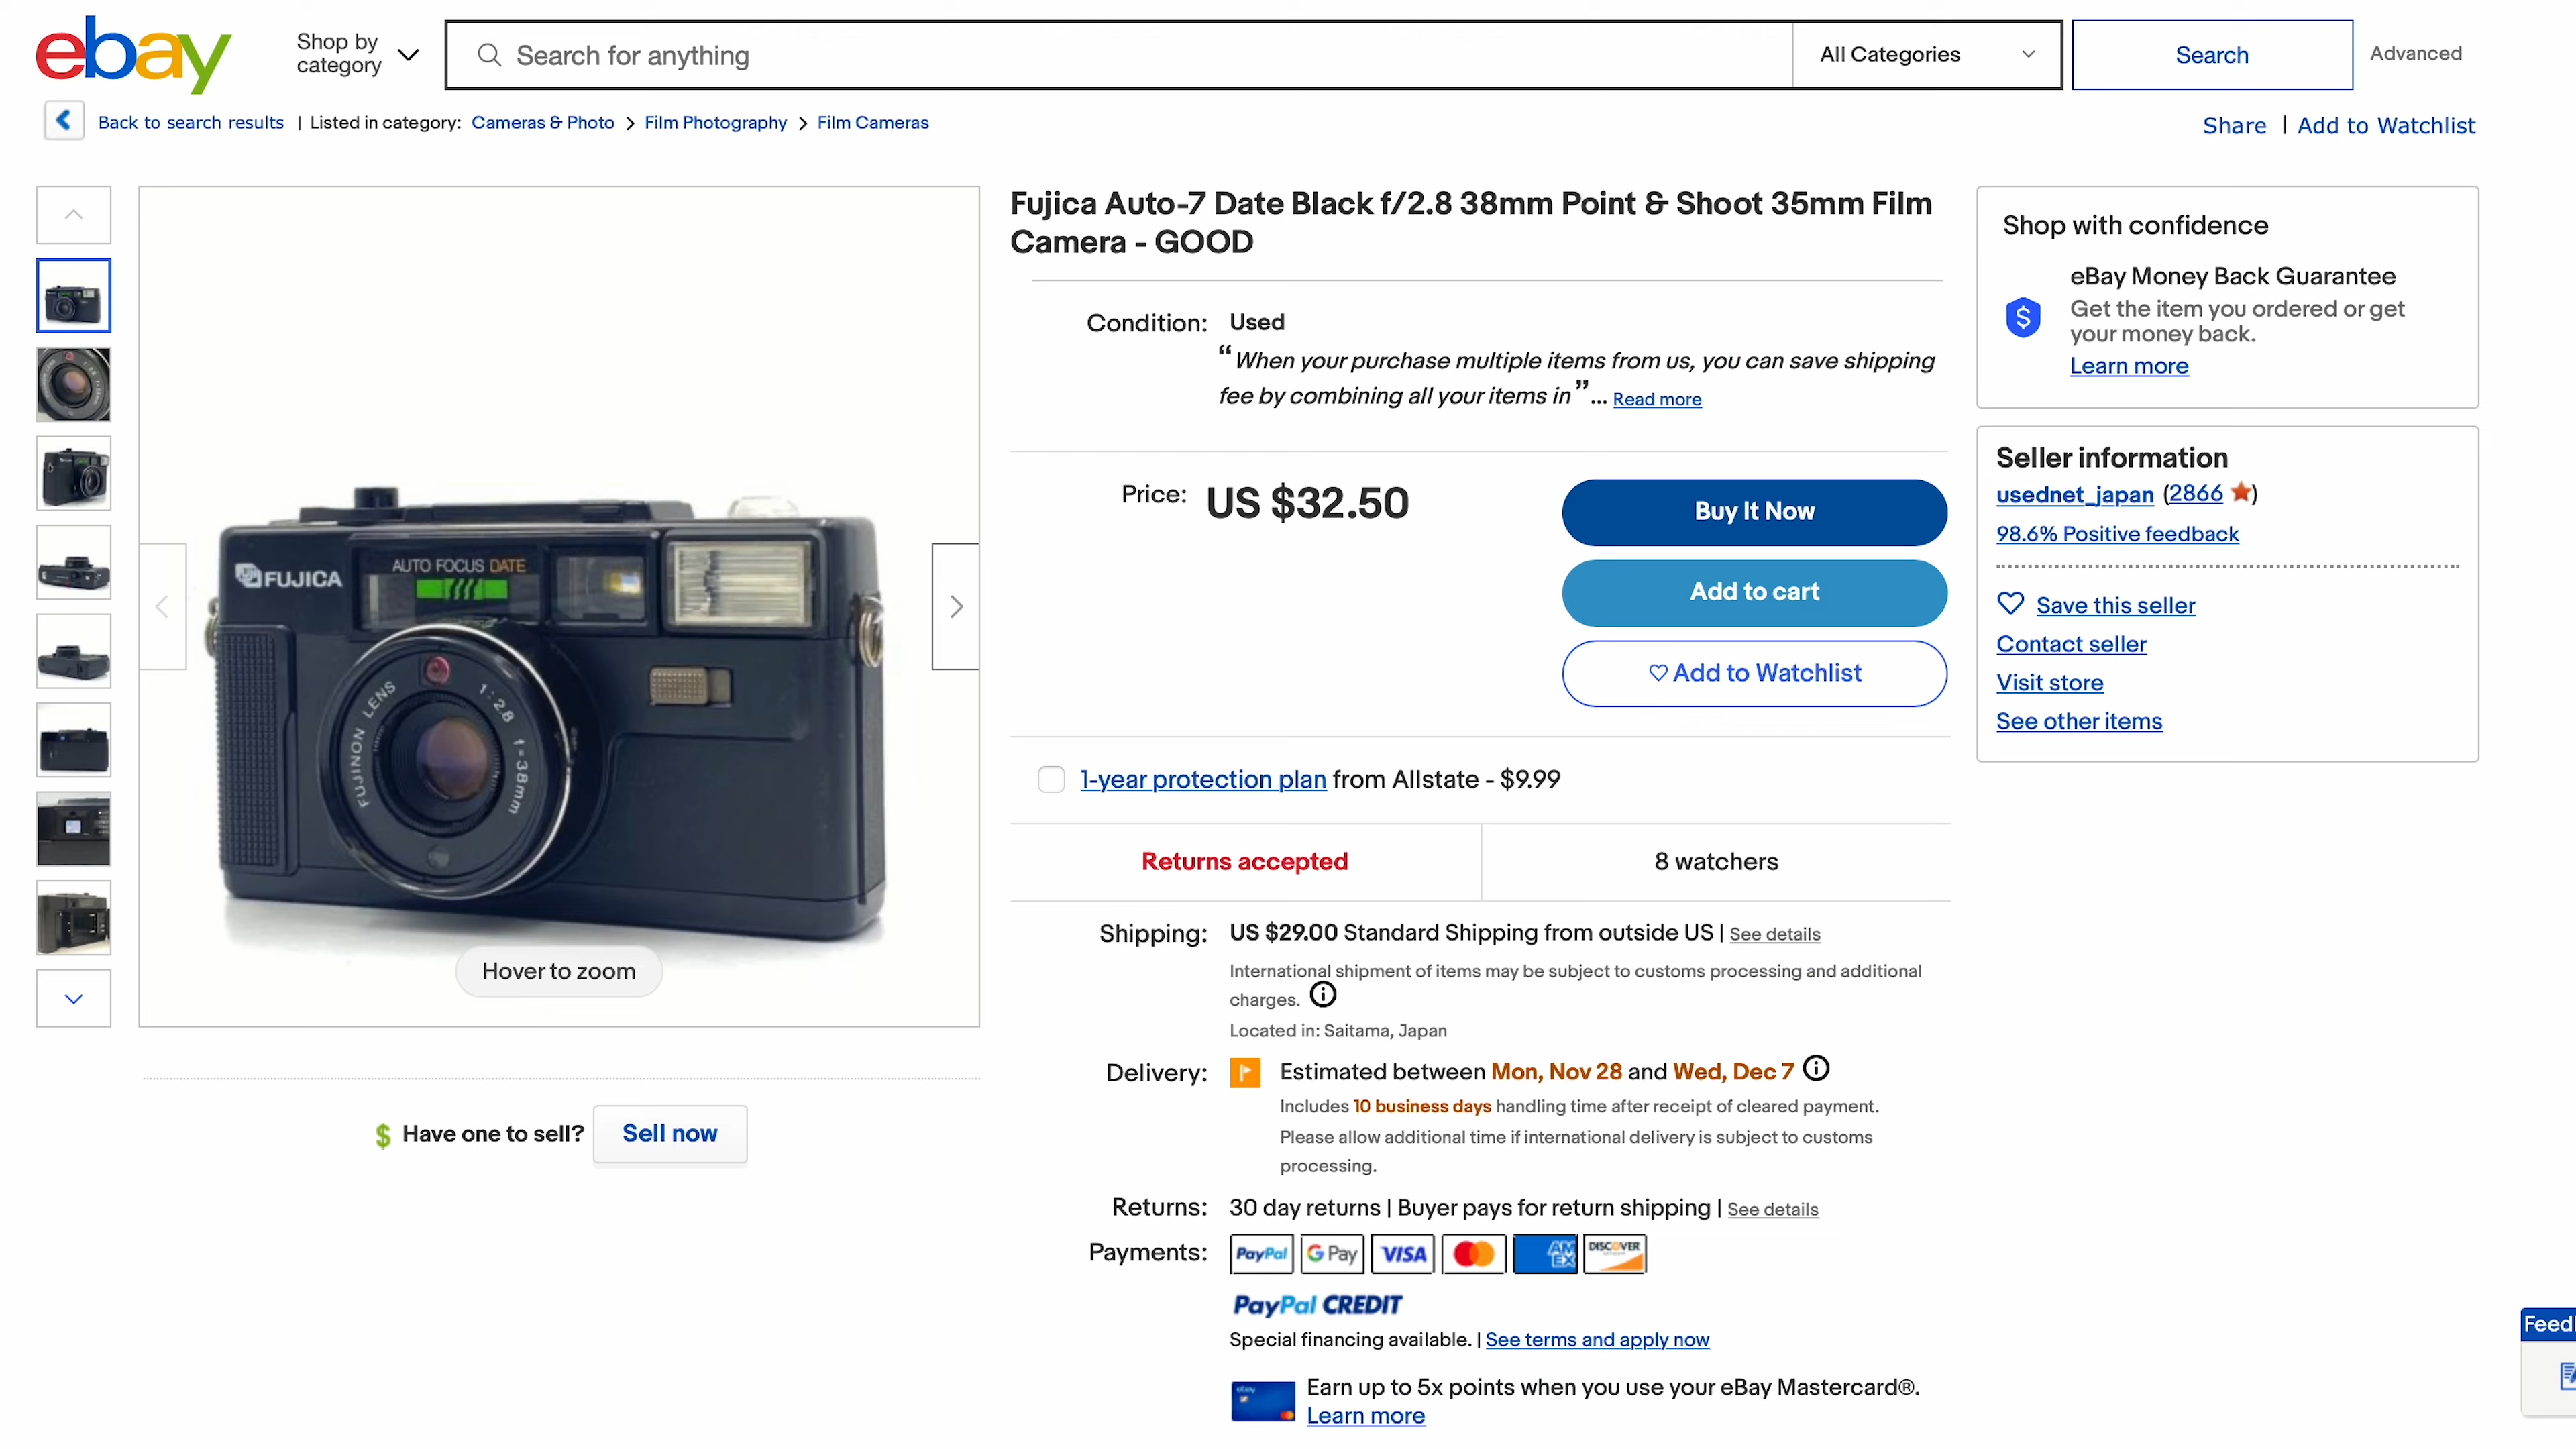 ebay
Shop by
category
Search for anything
All Categories
Search
Advanced
Back to search results | Listed in category: Cameras & Photo > Film Photography > Film Cameras
Share | Add to Watchlist
Fujica Auto-7 Date Black f/2.8 38mm Point & Shoot 35mm Film
Camera - GOOD
Condition: Used
“When your purchase multiple items from us, you can save shipping
fee by combining all your items in” ... Read more
Price: US $32.50
Buy It Now
Add to cart
Add to Watchlist
1-year protection plan from Allstate - $9.99
Returns accepted
8 watchers
Shipping: US $29.00 Standard Shipping from outside US | See details
International shipment of items may be subject to customs processing and additional
charges.
Located in: Saitama, Japan
Delivery: Estimated between Mon, Nov 28 and Wed, Dec 7
Includes 10 business days handling time after receipt of cleared payment.
Please allow additional time if international delivery is subject to customs
processing.
Returns: 30 day returns | Buyer pays for return shipping | See details
Payments: PayPal G Pay VISA AM EX DISCOVER
PayPal CREDIT
Special financing available. | See terms and apply now
ebay
Earn up to 5x points when you use your eBay Mastercard®.
Learn more
Shop with confidence
eBay Money Back Guarantee
Get the item you ordered or get
your money back.
Learn more
Seller information
usednet_japan (2866)
98.6% Positive feedback
Save this seller
Contact seller
Visit store
See other items
FUJICA
AUTO FOCUS DATE
FUJINON LENS 1:2.8 f=38mm
Hover to zoom
$ Have one to sell? Sell now